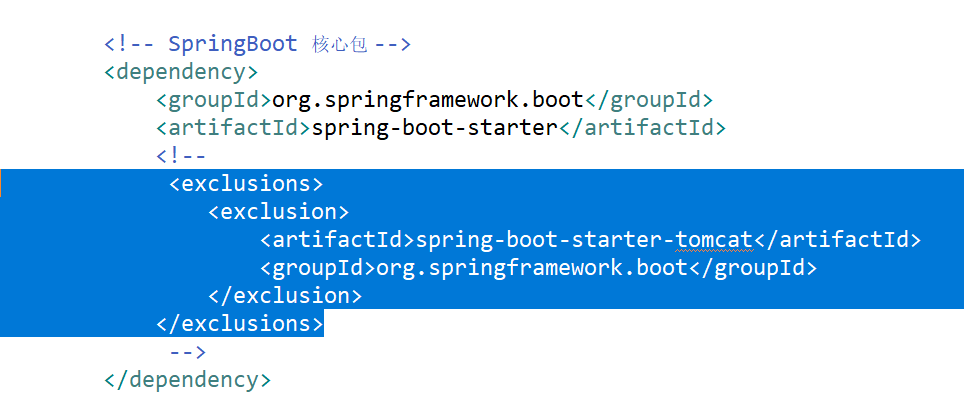 <!-- SpringBoot 核心包 -->
<dependency>
<groupId>org.springframework.boot</groupId>
<artifactId>spring-boot-starter</artifactId>
<!--
<exclusions>
<exclusion>
<artifactId>spring-boot-starter-tomcat</artifactId>
<groupId>org.springframework.boot</groupId>
</exclusion>
</exclusions>
-->
</dependency>